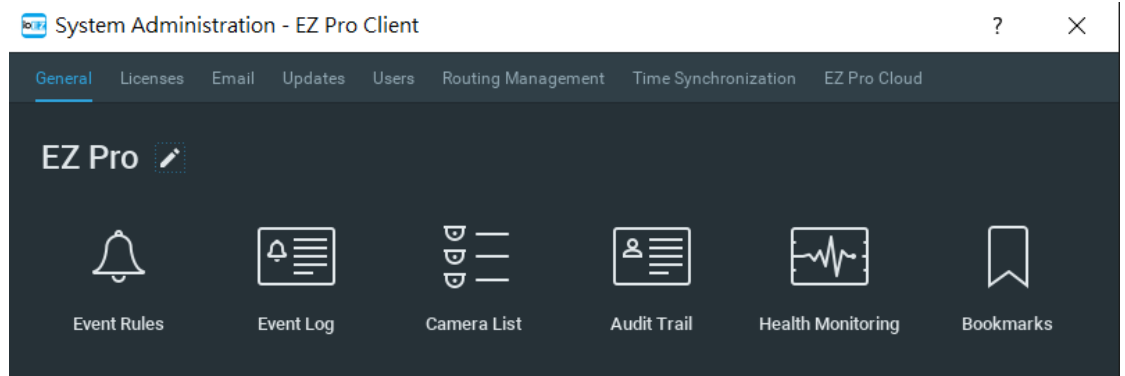 System Administration - EZ Pro Client ?
General Licenses Email Updates Users Routing Management Time Synchronization EZ Pro Cloud
EZ Pro
Event Rules Event Log Camera List Audit Trail Health Monitoring Bookmarks